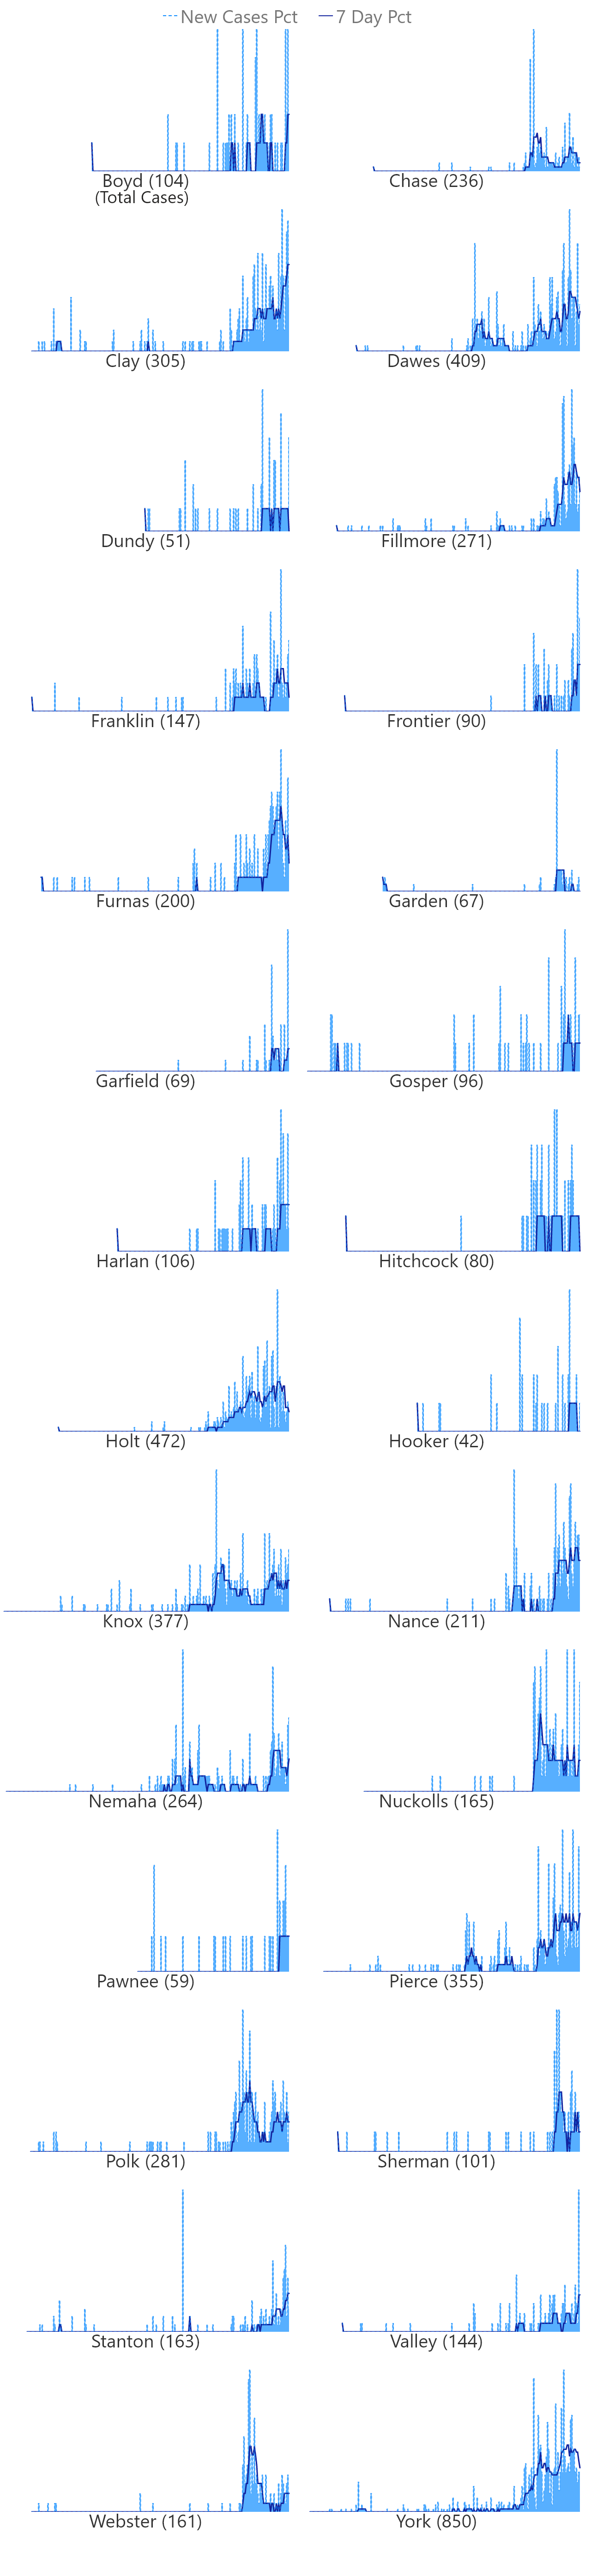 New Cases Pct 7 Day Pct
Boyd (104) Chase (236)
(Total Cases)
Clay (305) Dawes (409)
Dundy (51) Fillmore (271)
Franklin (147) Frontier (90)
Furnas (200) Garden (67)
Garfield (69) Gosper (96)
Harlan (106) Hitchcock (80)
Holt (472) Hooker (42)
Knox (377) Nance (211)
Nemaha (264) Nuckolls (165)
Pawnee (59) Pierce (355)
Polk (281) Sherman (101)
Stanton (163) Valley (144)
Webster (161) York (850)